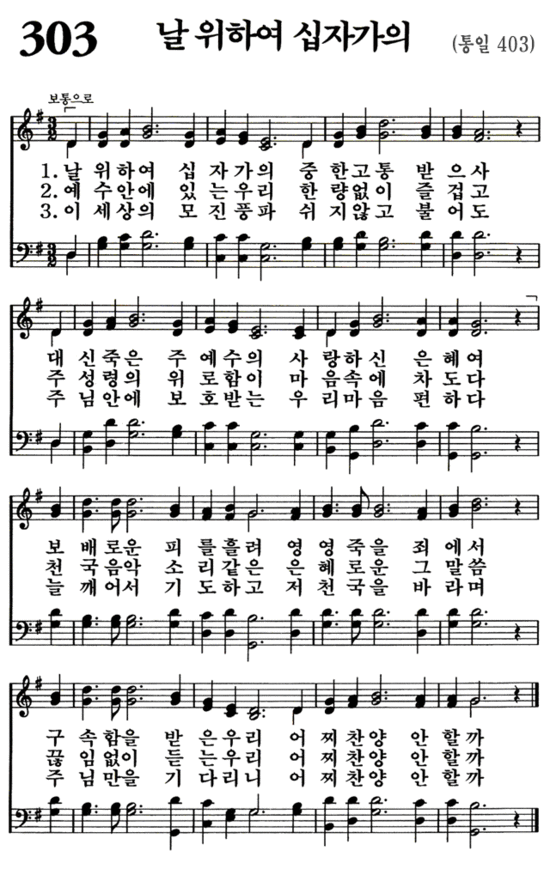 303 날 위하여 십자가의 (통일 403)
보통으로
1.날 위하여 십자가의 중한고통 받으사
2.예수안에 있는우리 한량없이 즐겁고
3.이세상의 모진풍파 쉬지않고 불어도
대신죽은 주예수의 사랑하신 은혜여
주성령의 위로함이 마음속에 차도다
주님안에 보호받는 우리마음 편하다
보배로운 피를흘려 영영죽을 죄에서
천국음악 소리같은 은혜로운 그말씀
늘깨어서 기도하고 저천국을 바라며
구속함을 받은우리 어찌찬양 안할까
끊임없이 듣는우리 어찌찬양 안할까
주님만을 기다리니 어찌찬양 안할까